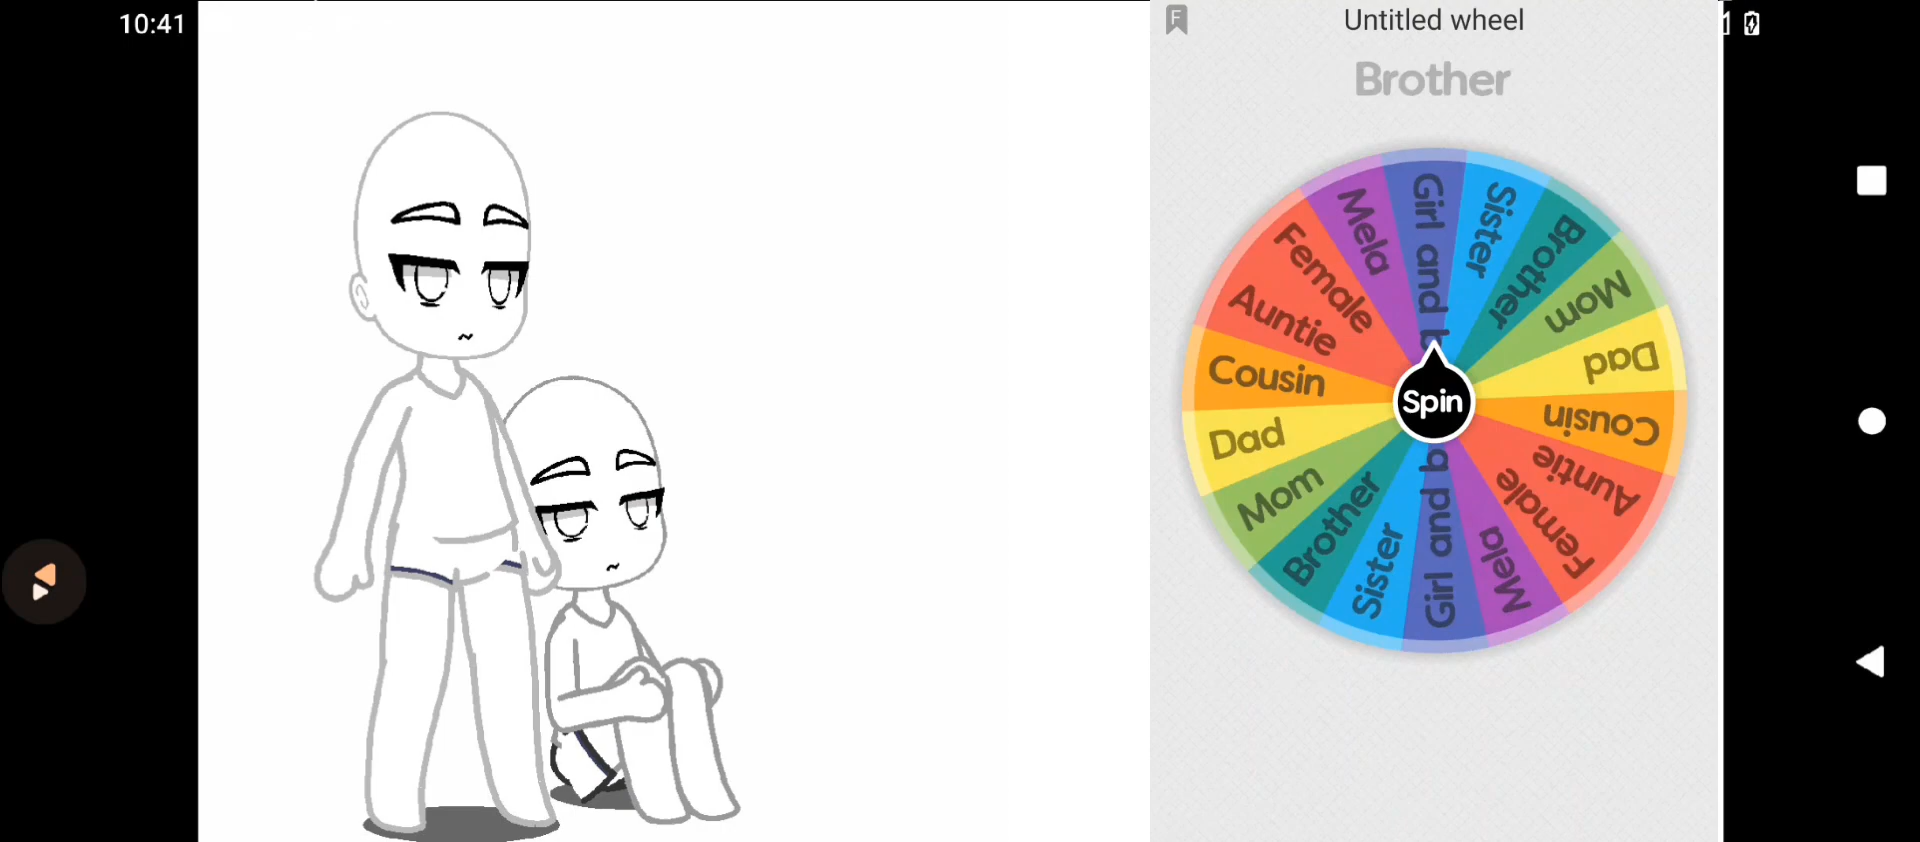 10:41
F
Untitled wheel
Brother
Girl and b
Sister
Brother
Mom
Dad
Cousin
Auntie
Female
Mela
Girl and b
Sister
Brother
Mom
Dad
Cousin
Auntie
Female
Mela
Spin